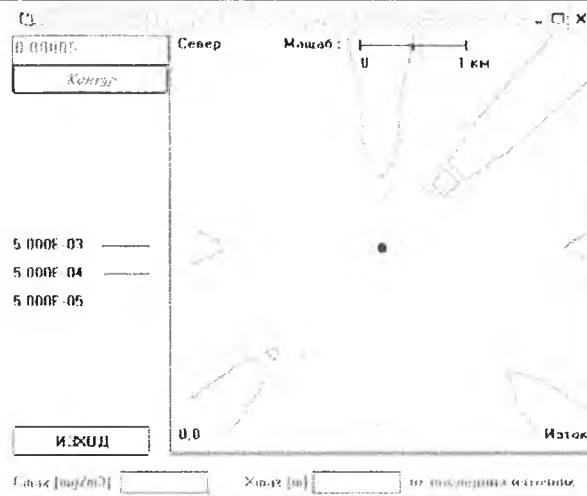 0.00005
Север
Мащаб :
0 1 км
Контур
5.000E-03
5.000E-04
5.000E-05
ИЗХОД
0,0
Изток
Cmax [mg/m3]
Xmax [m]
от последния източник